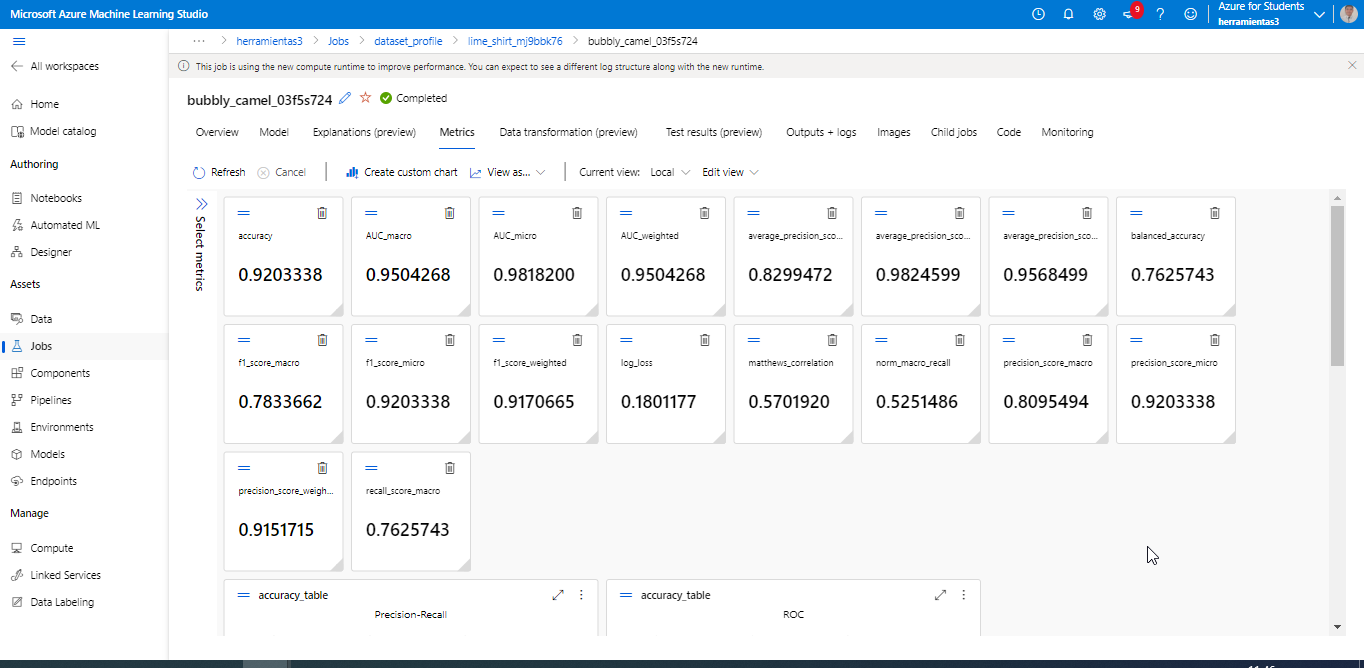 Microsoft Azure Machine Learning Studio
9
?
Azure for Students
herramientas3
All workspaces
Home
Model catalog
Authoring
Notebooks
Automated ML
Designer
Assets
Data
Jobs
Components
Pipelines
Environments
Models
Endpoints
Manage
Compute
Linked Services
Data Labeling
... > herramientas3 > Jobs > dataset_profile > lime_shirt_mj9bbk76 > bubbly_camel_03f5s724
This job is using the new compute runtime to improve performance. You can expect to see a different log structure along with the new runtime.
bubbly_camel_03f5s724 Completed
Overview Model Explanations (preview) Metrics Data transformation (preview) Test results (preview) Outputs + logs Images Child jobs Code Monitoring
Refresh Cancel Create custom chart View as... Current view: Local Edit view
Select metrics
accuracy
0.9203338
AUC_macro
0.9504268
AUC_micro
0.9818200
AUC_weighted
0.9504268
average_precision_sco...
0.8299472
average_precision_sco...
0.9824599
average_precision_sco...
0.9568499
balanced_accuracy
0.7625743
f1_score_macro
0.7833662
f1_score_micro
0.9203338
f1_score_weighted
0.9170665
log_loss
0.1801177
matthews_correlation
0.5701920
norm_macro_recall
0.5251486
precision_score_macro
0.8095494
precision_score_micro
0.9203338
precision_score_weigh...
0.9151715
recall_score_macro
0.7625743
accuracy_table
Precision-Recall
accuracy_table
ROC